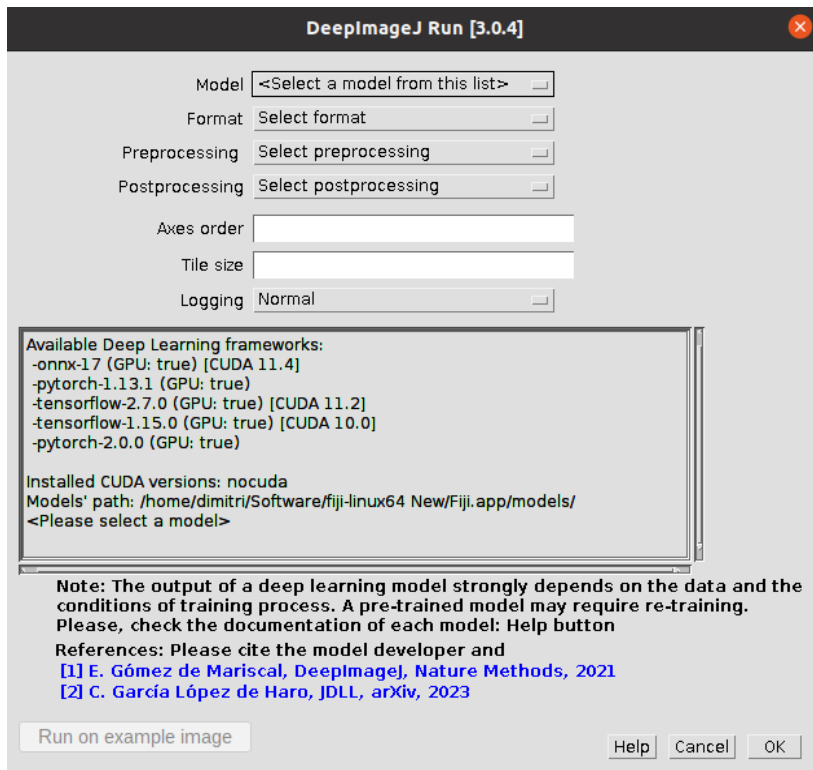 DeepImageJ Run [3.0.4]
Model <Select a model from this list>
Format Select format
Preprocessing Select preprocessing
Postprocessing Select postprocessing
Axes order
Tile size
Logging Normal
Available Deep Learning frameworks:
-onnx-17 (GPU: true) [CUDA 11.4]
-pytorch-1.13.1 (GPU: true)
-tensorflow-2.7.0 (GPU: true) [CUDA 11.2]
-tensorflow-1.15.0 (GPU: true) [CUDA 10.0]
-pytorch-2.0.0 (GPU: true)
Installed CUDA versions: nocuda
Models' path: /home/dimitri/Software/fiji-linux64 New/Fiji.app/models/
<Please select a model>
Note: The output of a deep learning model strongly depends on the data and the
conditions of training process. A pre-trained model may require re-training.
Please, check the documentation of each model: Help button
References: Please cite the model developer and
[1] E. Gómez de Mariscal, DeepImageJ, Nature Methods, 2021
[2] C. García López de Haro, JDLL, arXiv, 2023
Run on example image
Help Cancel OK